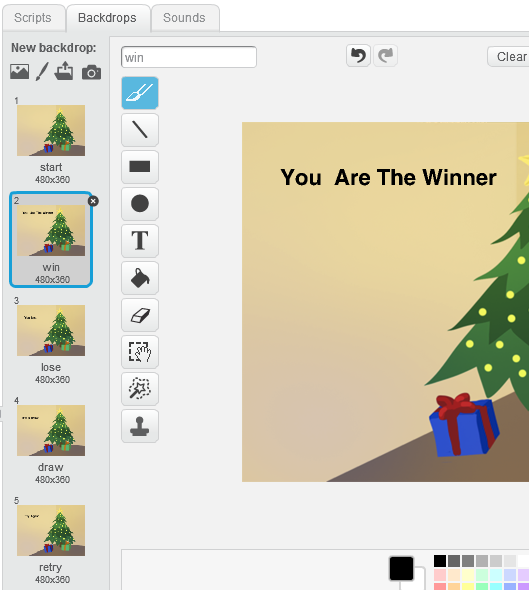 Scripts
Backdrops
Sounds
New backdrop:
win
Clear
1
start
480x360
2
win
480x360
3
lose
480x360
4
draw
480x360
5
retry
480x360
T
You  Are The Winner